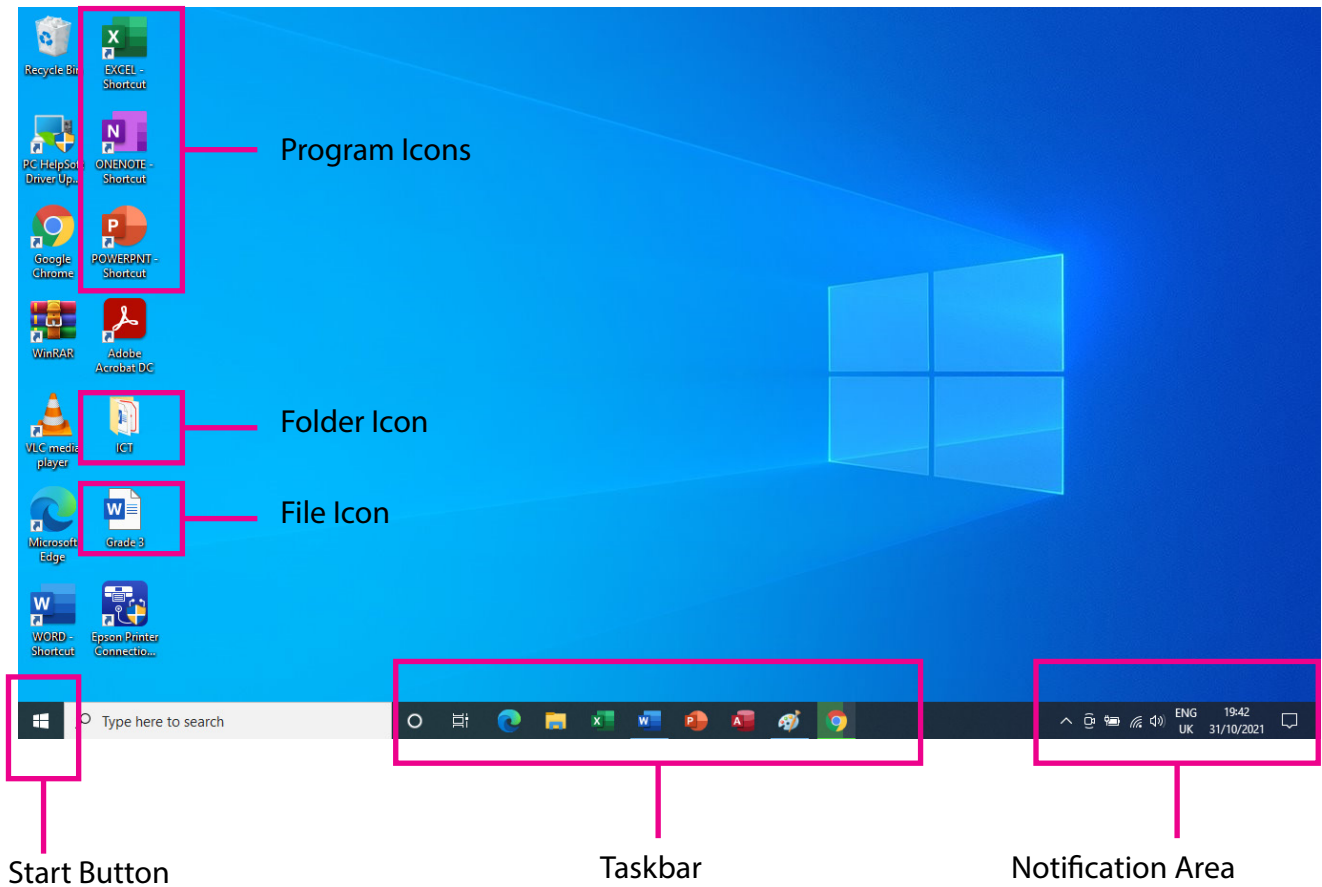 Recycle Bin
EXCEL -
Shortcut
PC HelpSoft
Driver Up...
ONENOTE -
Shortcut
Program Icons
Google
Chrome
POWERPNT -
Shortcut
WinRAR
Adobe
Acrobat DC
VLC media
player
ICT
Folder Icon
Microsoft
Edge
Grade 3
File Icon
WORD -
Shortcut
Epson Printer
Connectio...
Type here to search
ENG
UK
19:42
31/10/2021
Start Button
Taskbar
Notification Area